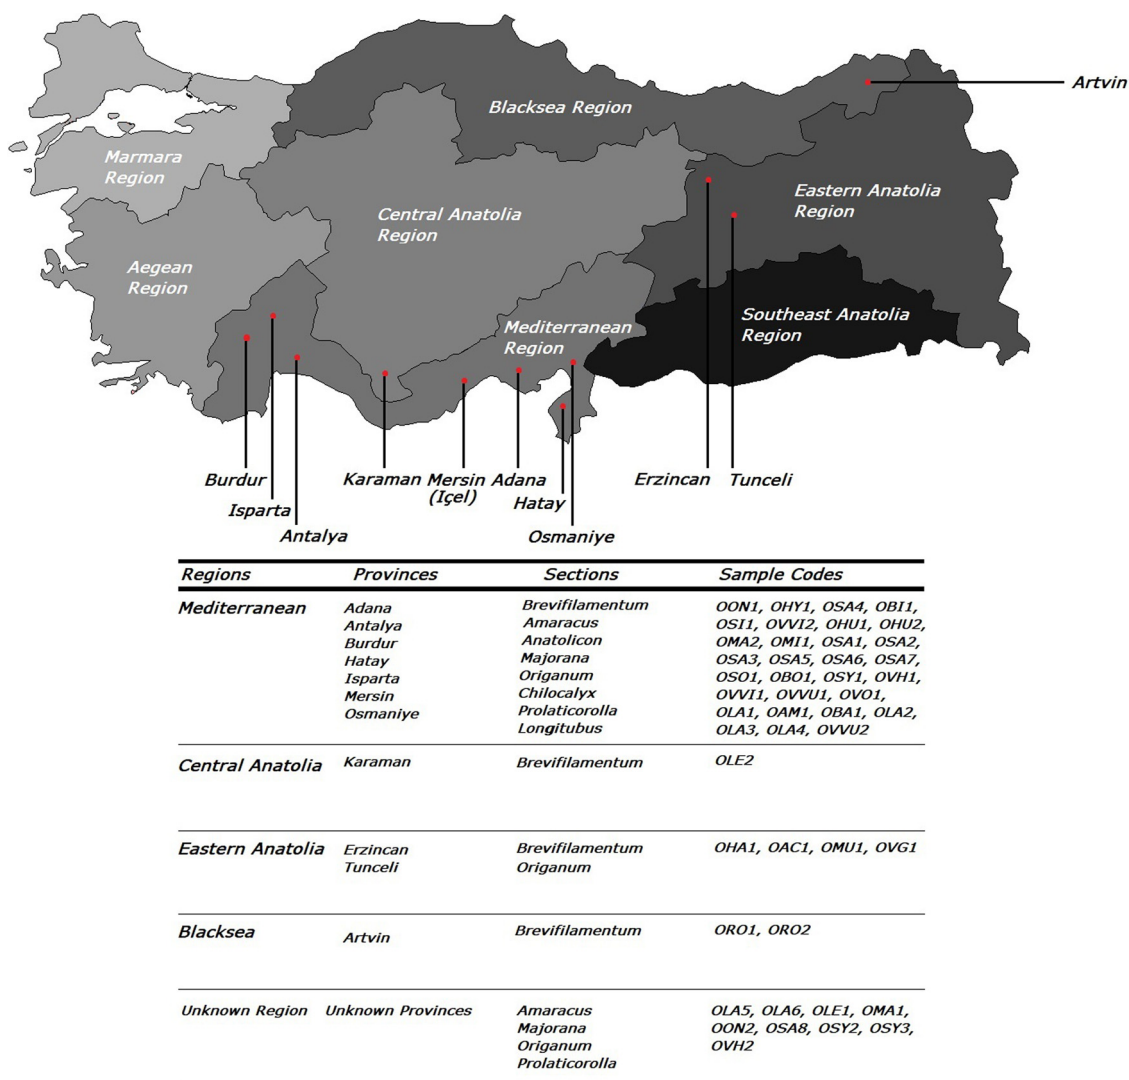 Artvin
Blacksea Region
Marmara
Region
Eastern Anatolia
Region
Central Anatolia
Region
Aegean
Region
Southeast Anatolia
Region
Mediterranean
Region
Burdur
Karaman
Mersin
(Içel)
Adana
Erzincan
Tunceli
Isparta
Hatay
Antalya
Osmaniye
Regions Provinces Sections Sample Codes
Mediterranean Adana Brevifilamentum OON1, OHY1, OSA4, OBI1,
Antalya Amaracus OSI1, OVVI2, OHU1, OHU2,
Burdur Anatolicon OMA2, OMI1, OSA1, OSA2,
Hatay Majorana OSA3, OSA5, OSA6, OSA7,
Isparta Origanum OSO1, OBO1, OSY1, OVH1,
Mersin Chilocalyx OVVI1, OVVU1, OVO1,
Osmaniye Prolaticorolla OLA1, OAM1, OBA1, OLA2,
Longitubus OLA3, OLA4, OVVU2
Central Anatolia Karaman Brevifilamentum OLE2
Eastern Anatolia Erzincan Brevifilamentum OHA1, OAC1, OMU1, OVG1
Tunceli Origanum
Blacksea Artvin Brevifilamentum ORO1, ORO2
Unknown Region Unknown Provinces Amaracus OLA5, OLA6, OLE1, OMA1,
Majorana OON2, OSA8, OSY2, OSY3,
Origanum OVH2
Prolaticorolla